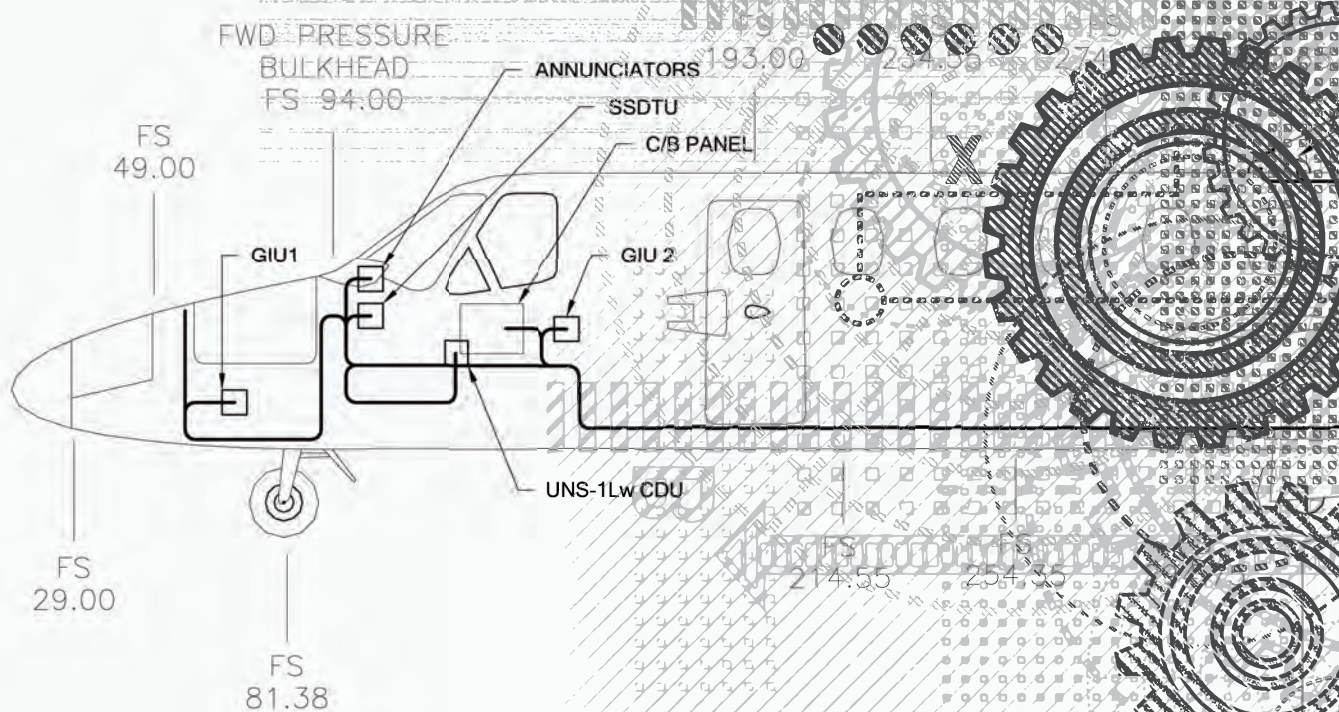 FWD PRESSURE
BULKHEAD
FS 94.00
FS
193.00
FS
49.00
ANNUNCIATORS
SSDTU
C/B PANEL
GIU1
GIU 2
UNS-1Lw CDU
FS
29.00
FS
81.38
FS
214.55
FS
254.35